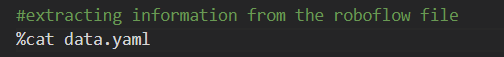 #extracting information from the roboflow file
%cat data.yaml